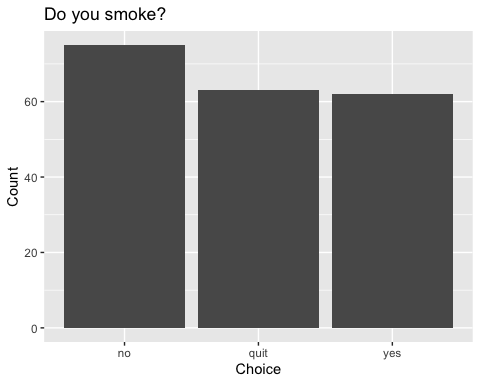 Do you smoke?
Count
60
40
20
0
no quit yes
Choice